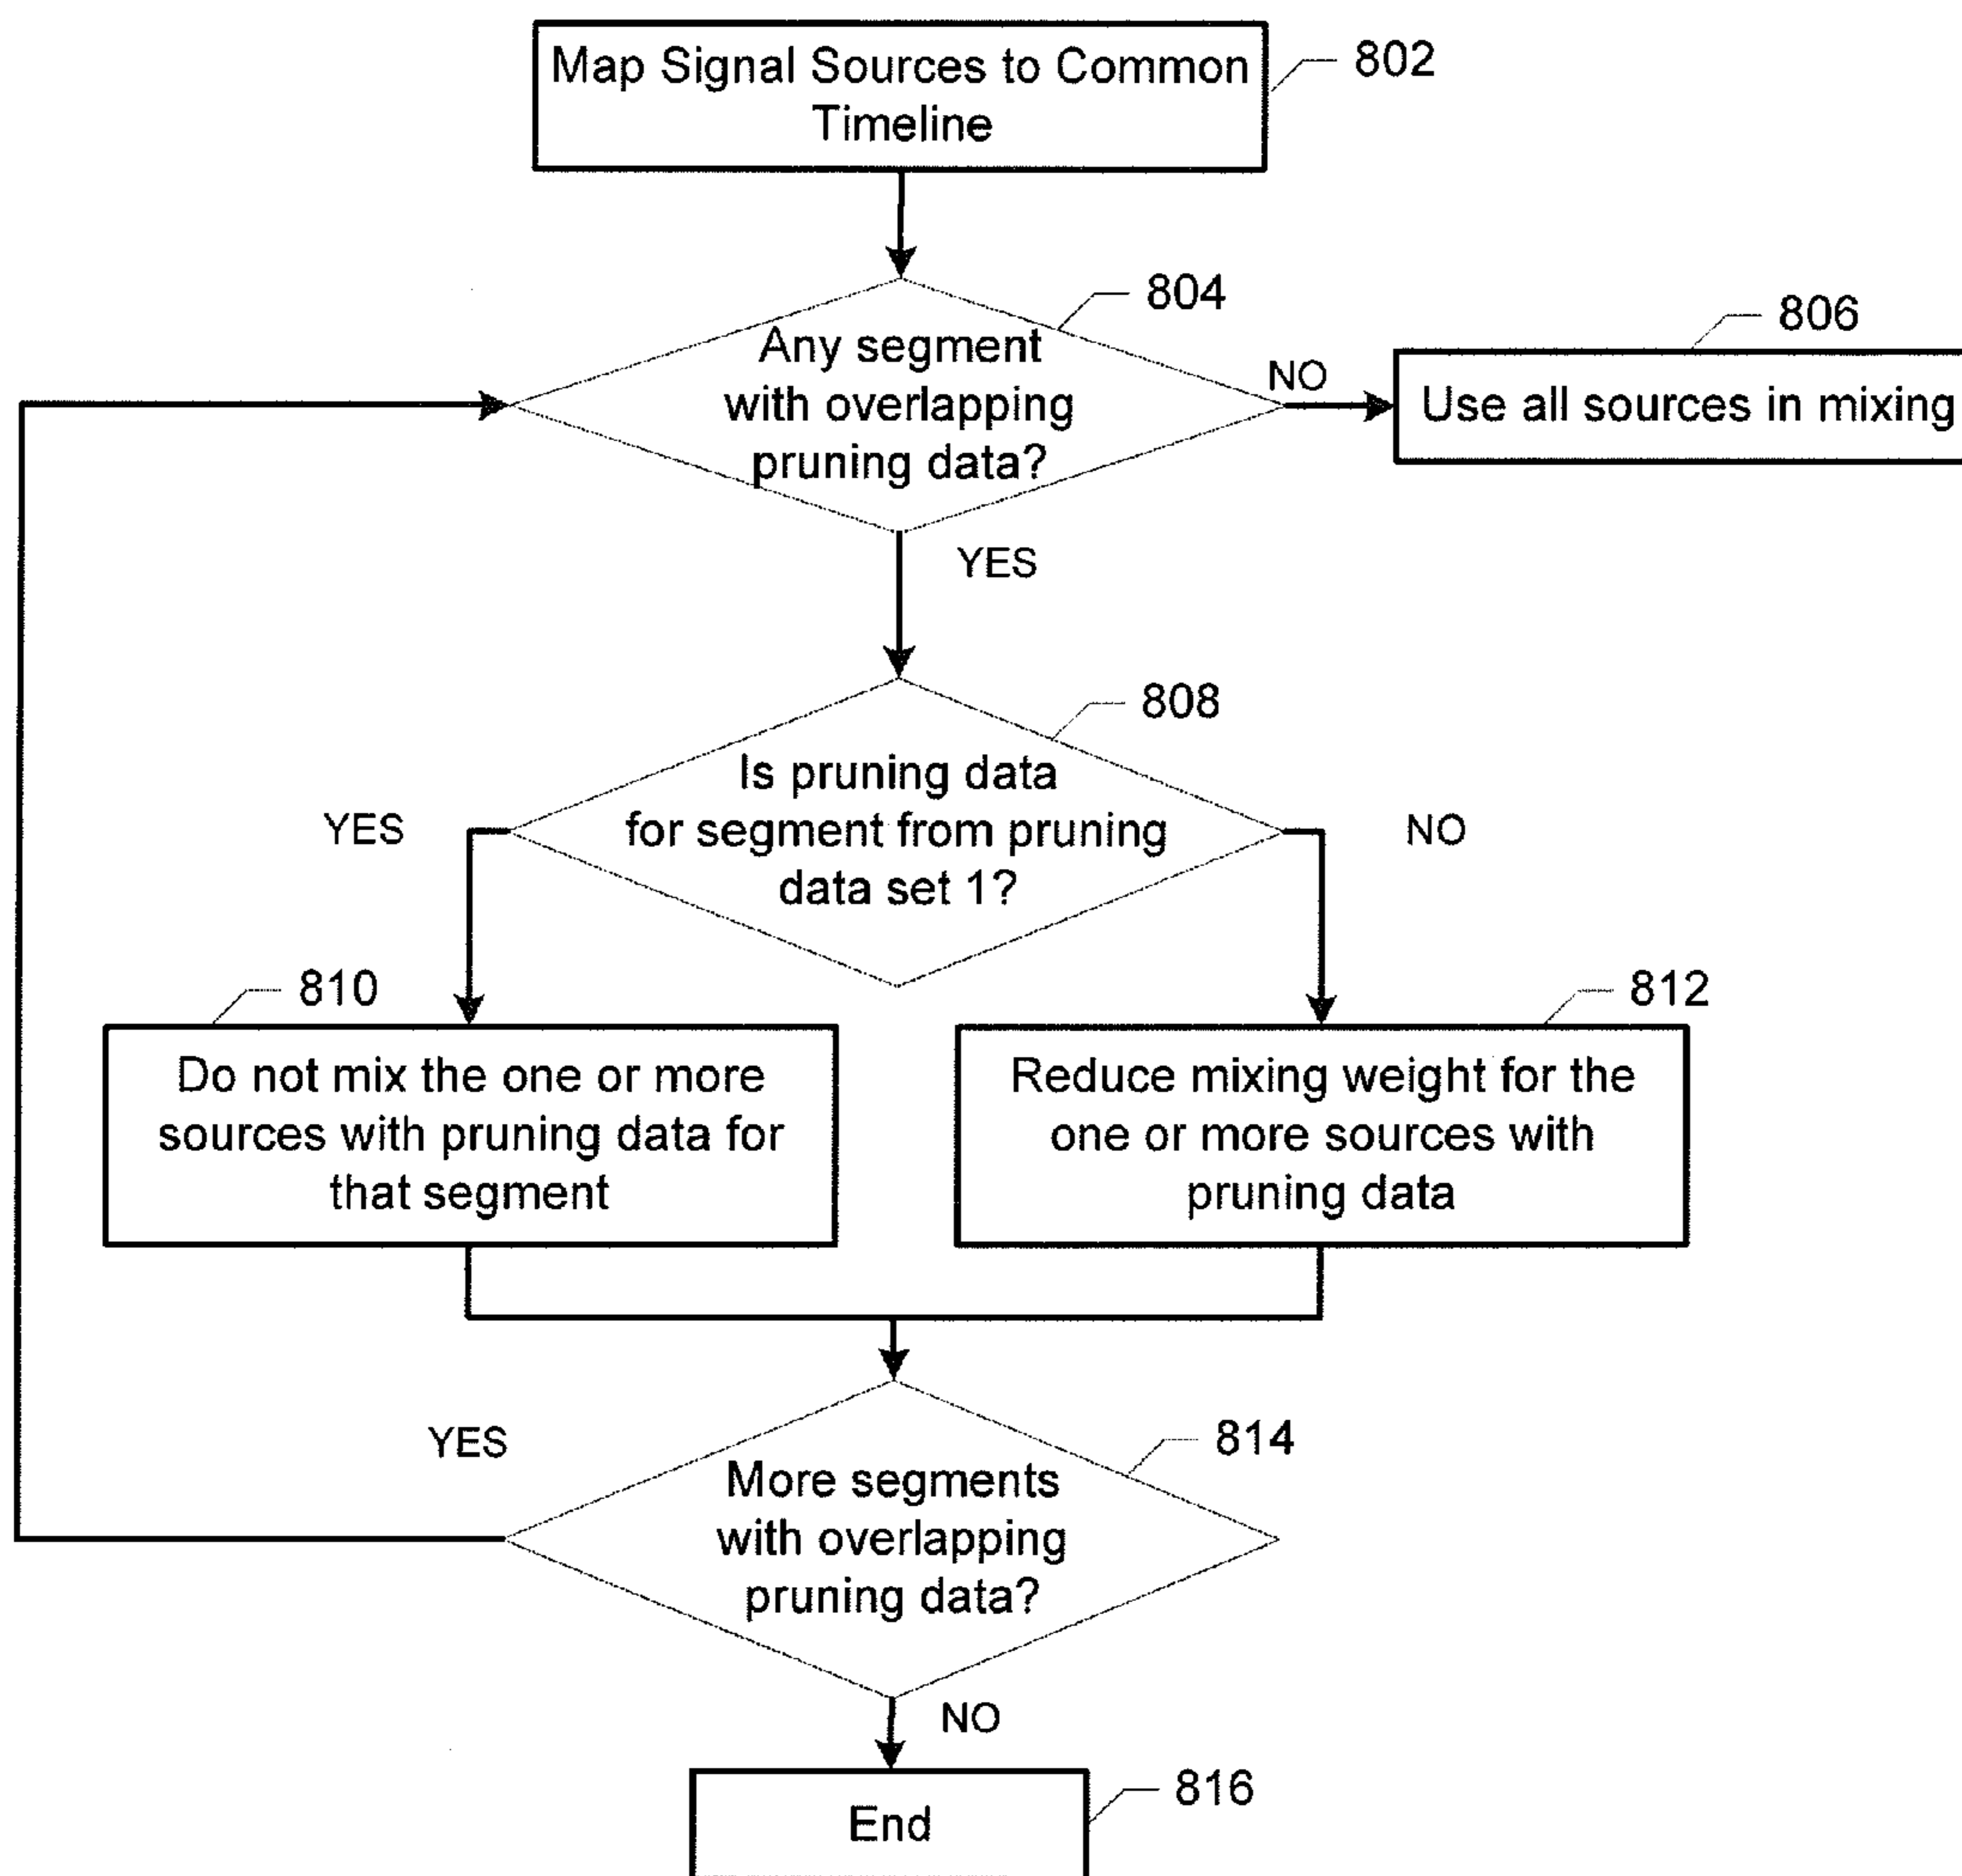 Map Signal Sources to Common
Timeline
802
804
Any segment
with overlapping
pruning data?
NO
806
Use all sources in mixing
YES
808
Is pruning data
for segment from pruning
data set 1?
YES
NO
810
Do not mix the one or more
sources with pruning data for
that segment
812
Reduce mixing weight for the
one or more sources with
pruning data
YES
814
More segments
with overlapping
pruning data?
NO
816
End